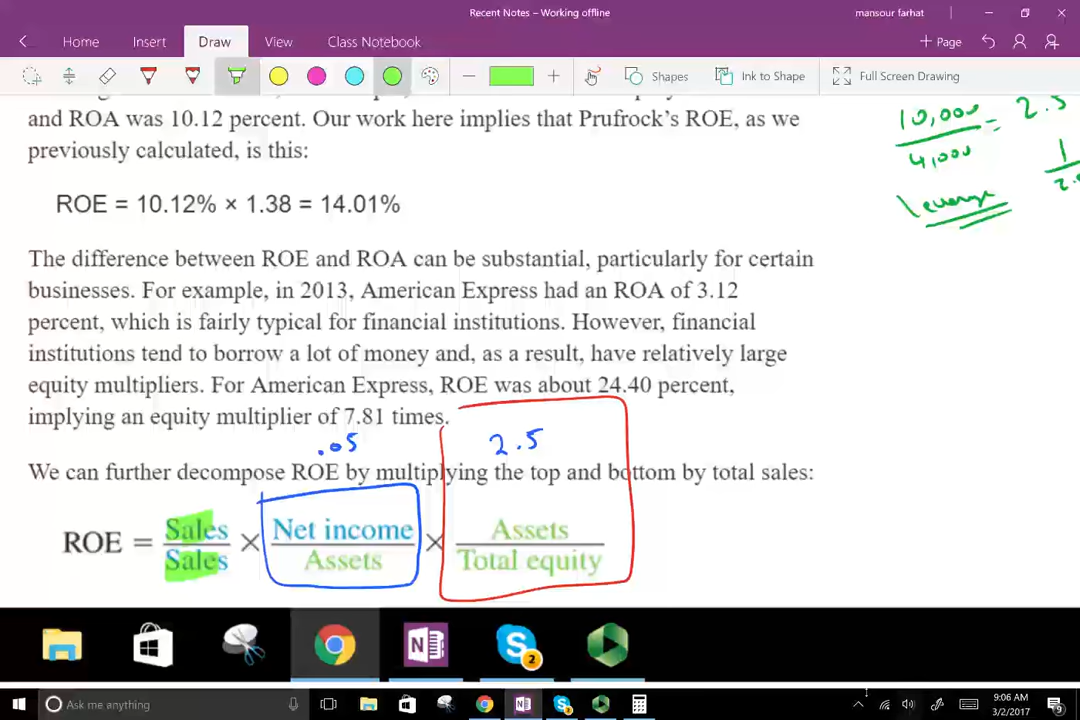 Recent Notes – Working offline
mansour farhat
Home Insert Draw View Class Notebook
Page
Shapes Ink to Shape Full Screen Drawing
and ROA was 10.12 percent. Our work here implies that Prufrock's ROE, as we
previously calculated, is this:
ROE = 10.12% × 1.38 = 14.01%
The difference between ROE and ROA can be substantial, particularly for certain
businesses. For example, in 2013, American Express had an ROA of 3.12
percent, which is fairly typical for financial institutions. However, financial
institutions tend to borrow a lot of money and, as a result, have relatively large
equity multipliers. For American Express, ROE was about 24.40 percent,
implying an equity multiplier of 7.81 times.
.05 2.5
We can further decompose ROE by multiplying the top and bottom by total sales:
Sales Net income Assets
ROE = × ×
Sales Assets Total equity
10,000
= 2.5
4,000
leverage
1
2
Ask me anything
9:06 AM
3/2/2017
9